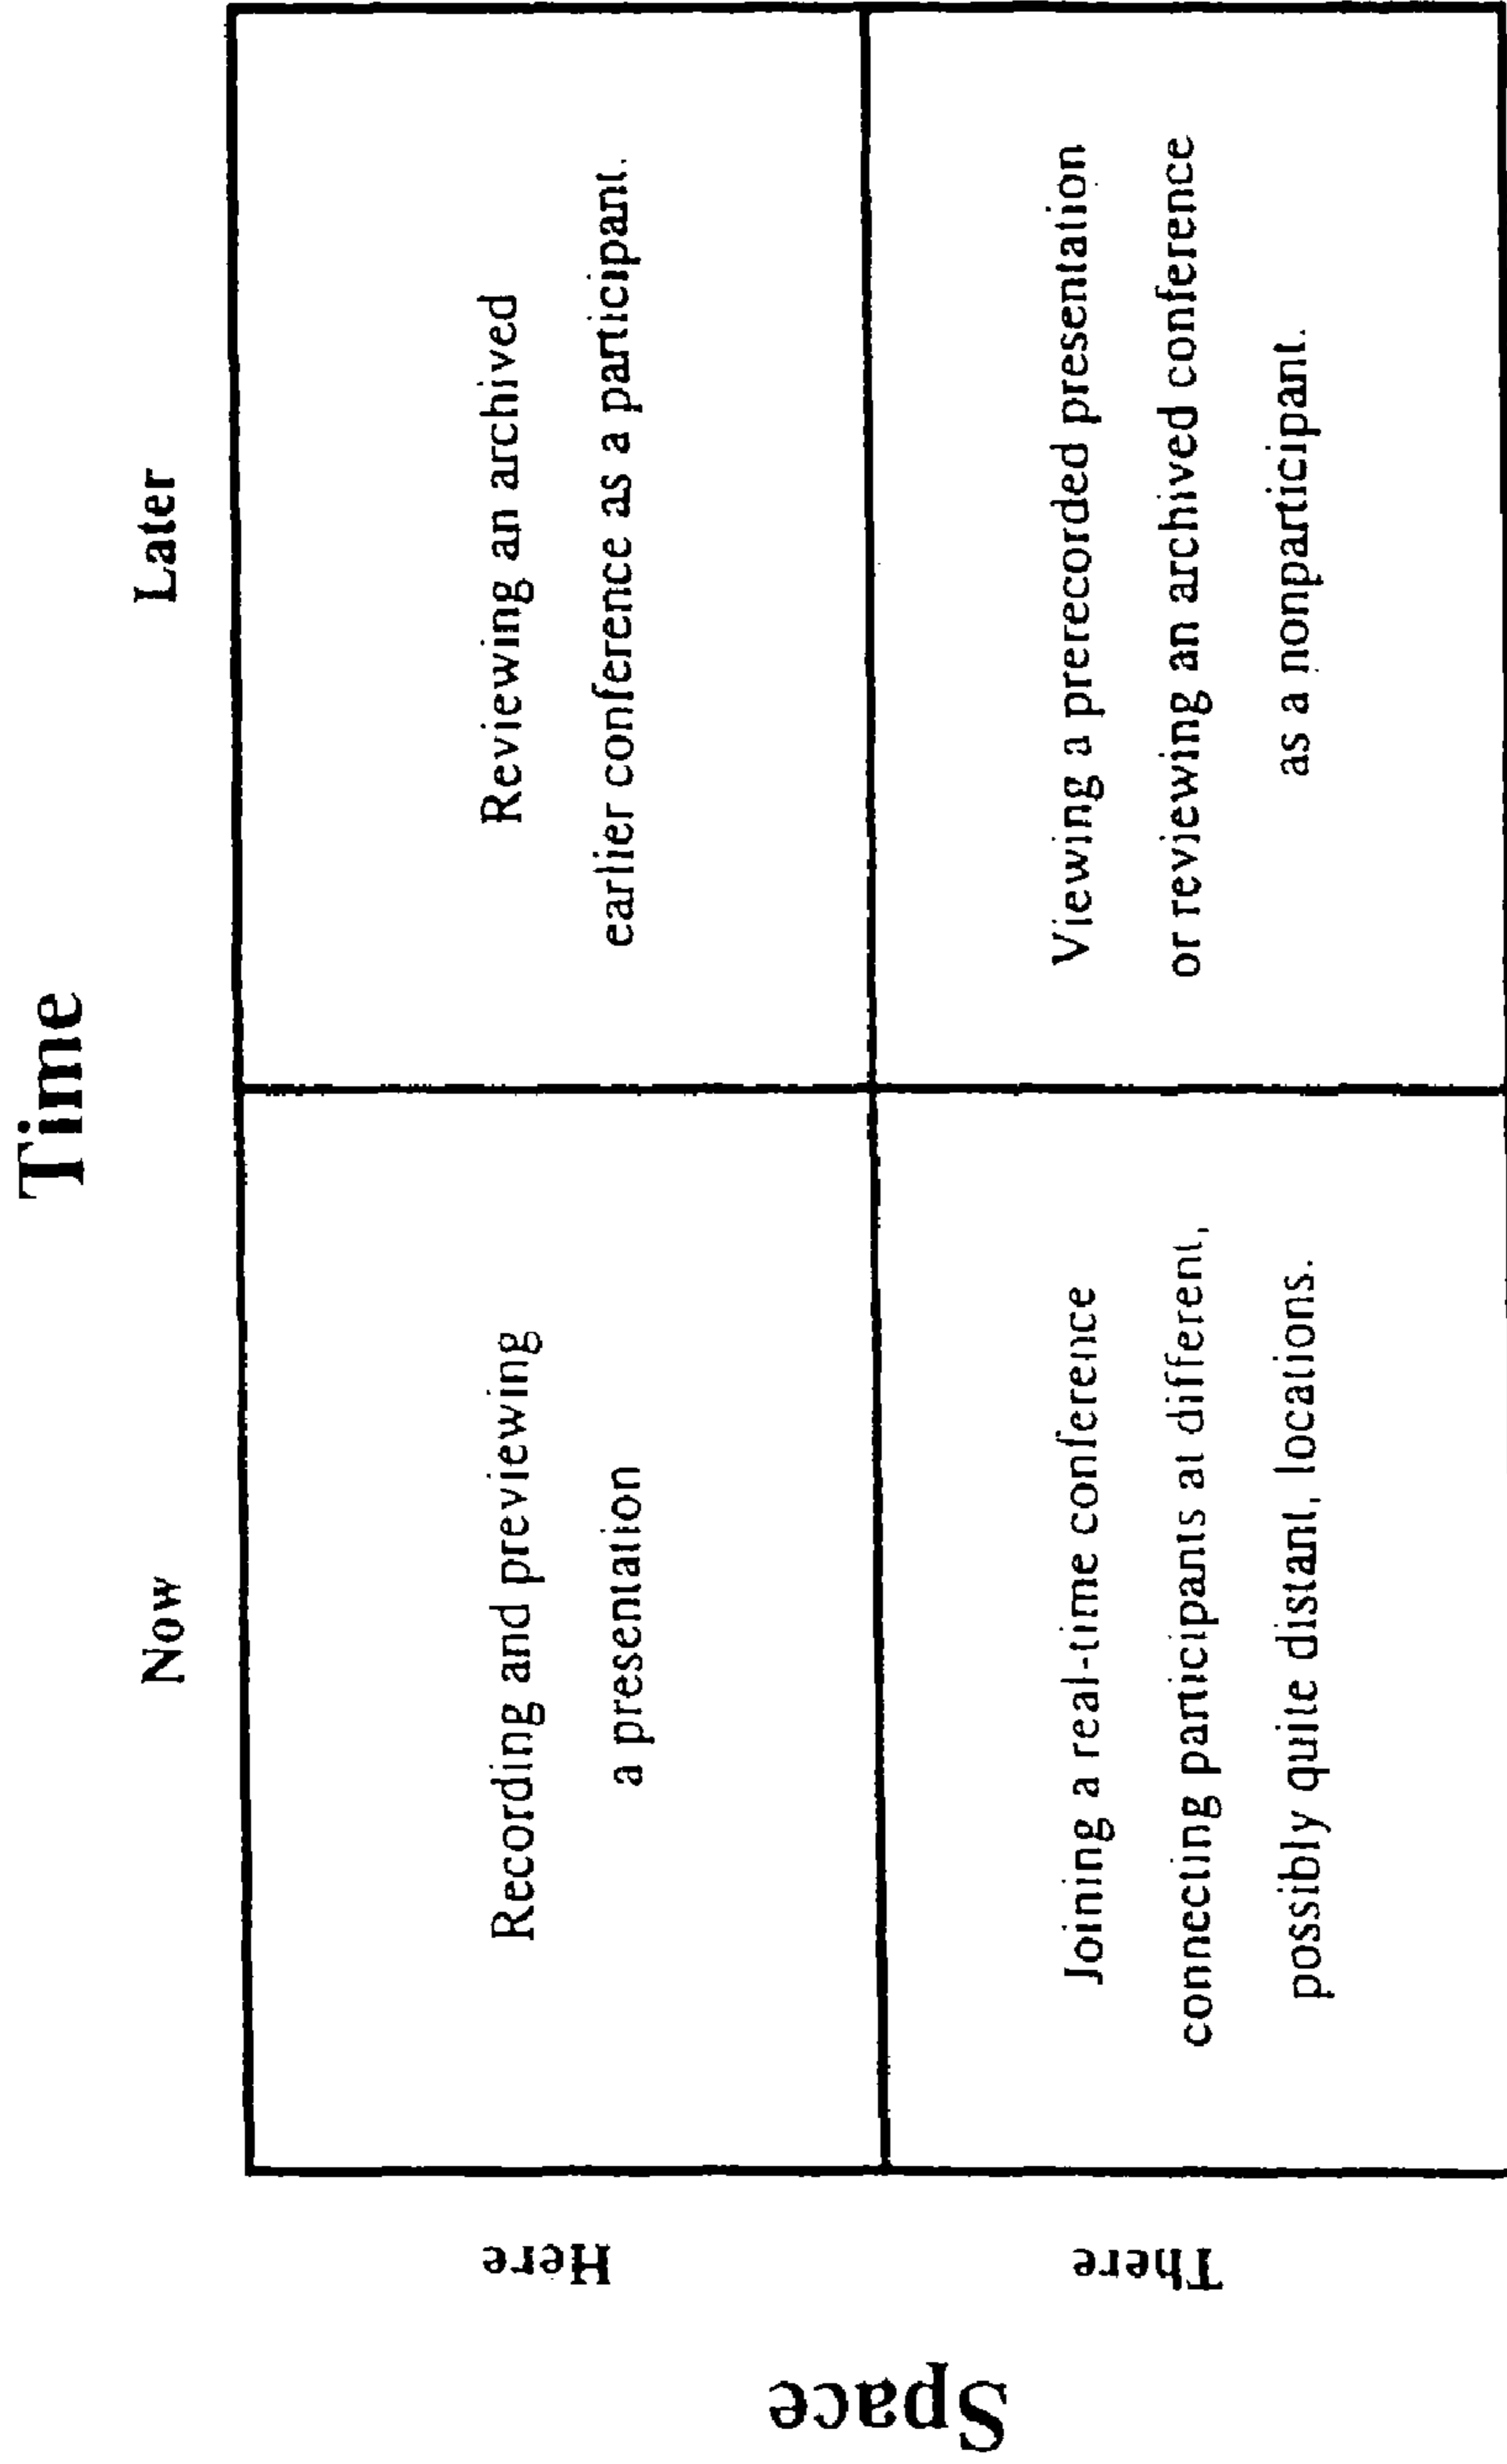 Time
Now
Later
Space
Here
Recording and previewing
a presentation
Reviewing an archived
earlier conference as a participant.
There
Joining a real-time conference
connecting participants at different,
possibly quite distant, locations.
Viewing a prerecorded presentation
or reviewing an archived conference
as a nonparticipant.